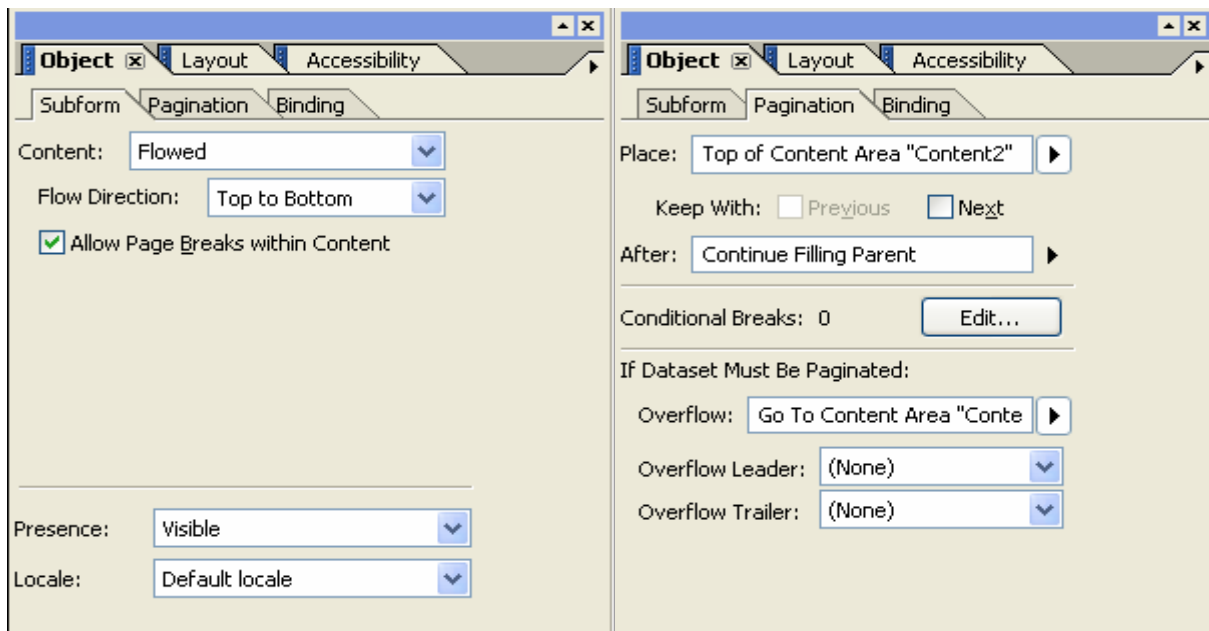 Object Layout Accessibility
Subform Pagination Binding
Content: Flowed
Flow Direction: Top to Bottom
Allow Page Breaks within Content
Presence: Visible
Locale: Default locale
Object Layout Accessibility
Subform Pagination Binding
Place: Top of Content Area "Content2"
Keep With: Previous Next
After: Continue Filling Parent
Conditional Breaks: 0 Edit...
If Dataset Must Be Paginated:
Overflow: Go To Content Area "Conte
Overflow Leader: (None)
Overflow Trailer: (None)